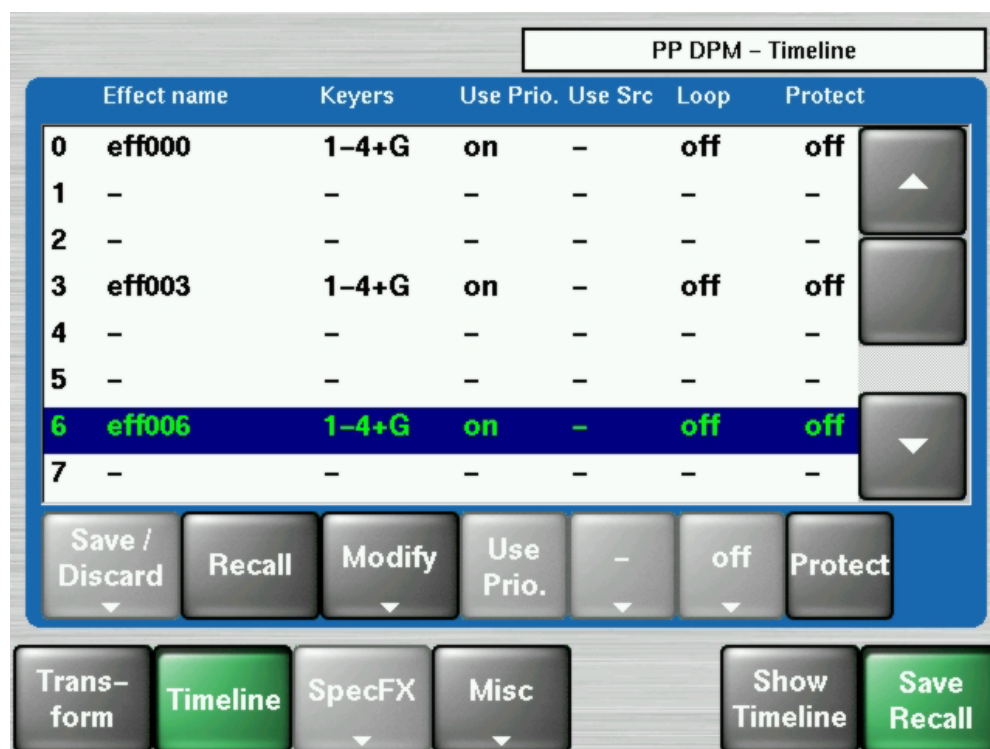 PP DPM – Timeline
Effect name Keyers Use Prio. Use Src Loop Protect
0 eff000 1–4+G on – off off
1 – – – – – –
2 – – – – – –
3 eff003 1–4+G on – off off
4 – – – – – –
5 – – – – – –
6 eff006 1–4+G on – off off
7 – – – – – –
Save /
Discard
Recall
Modify
Use
Prio.
–
off
Protect
Trans–
form
Timeline
SpecFX
Misc
Show
Timeline
Save
Recall